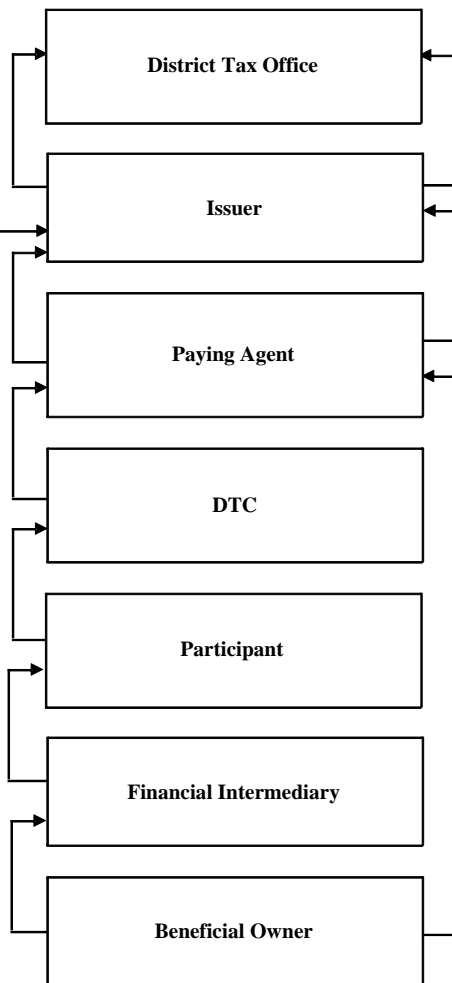 District Tax Office
Issuer
Paying Agent
DTC
Participant
Financial Intermediary
Beneficial Owner